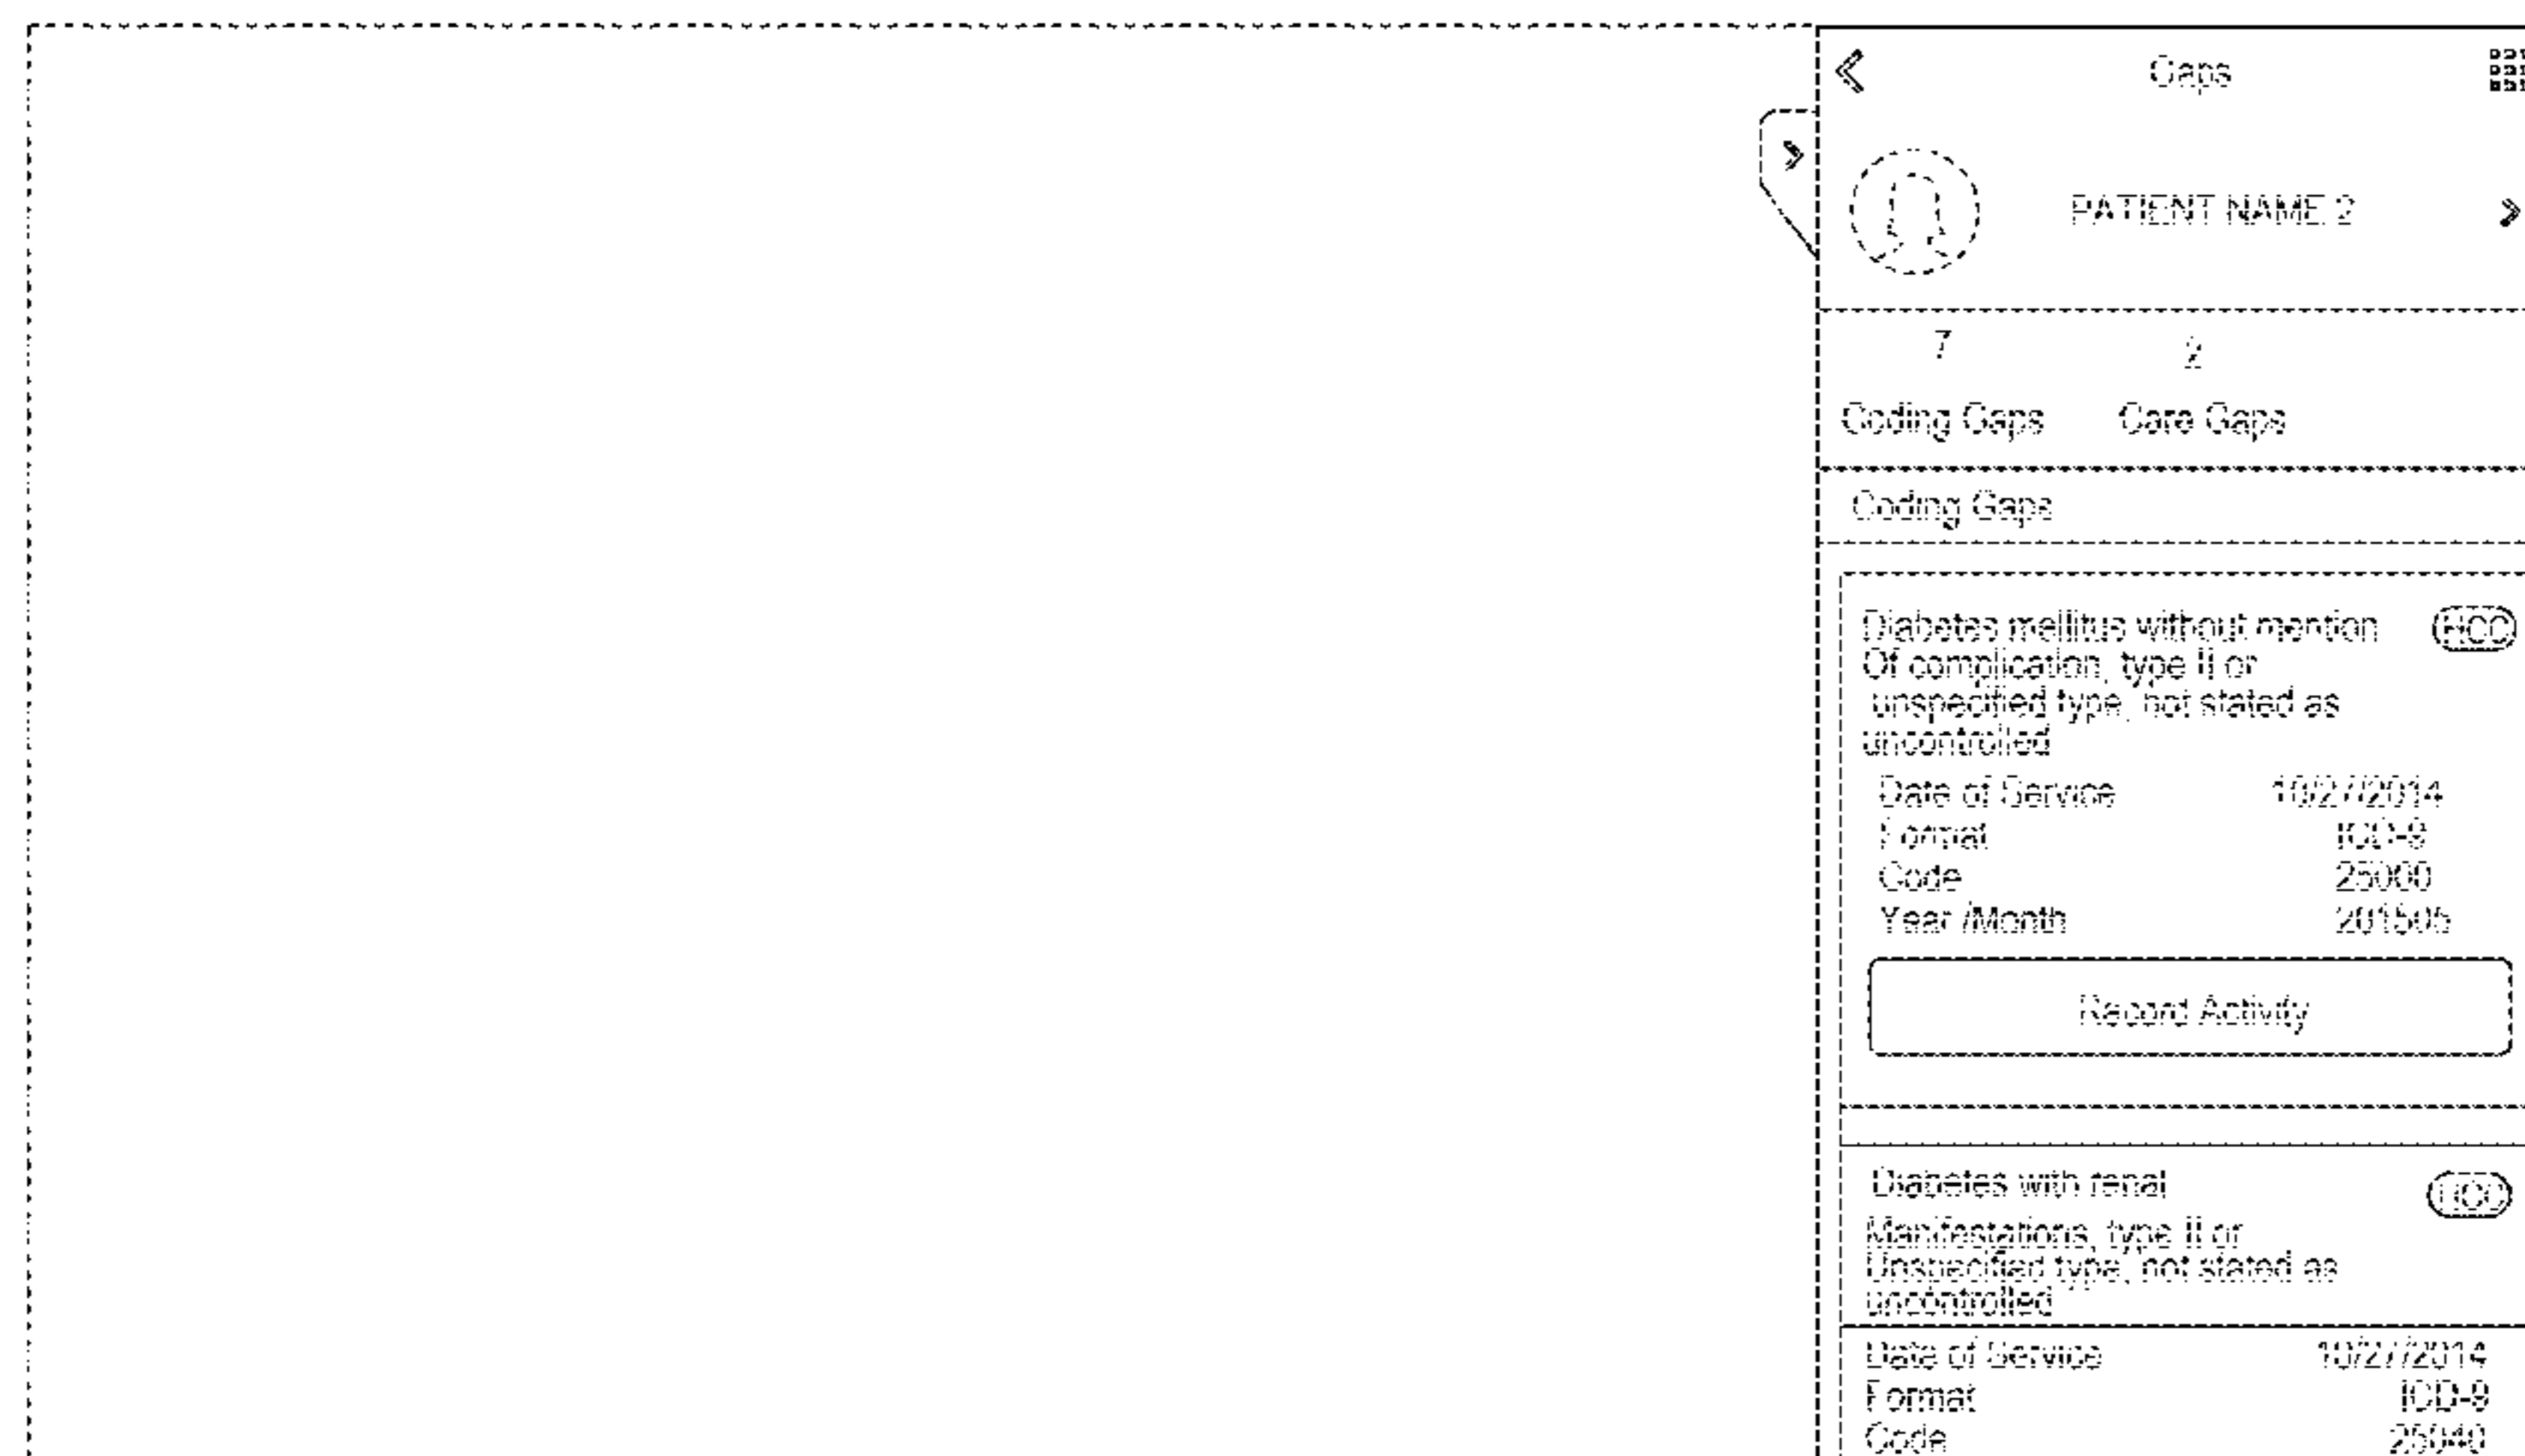 Gaps
PATIENT NAME 2
7 2
Coding Gaps Care Gaps
Coding Gaps
Diabetes mellitus without mention HCC
Of complication, type II or
unspecified type, not stated as
uncontrolled
Date of Service 10/27/2014
Format ICD-9
Code 25000
Year /Month 201505
Record Activity
Diabetes with renal HCC
Manifestations, type II or
Unspecified type, not stated as
uncontrolled
Date of Service 10/27/2014
Format ICD-9
Code 25040